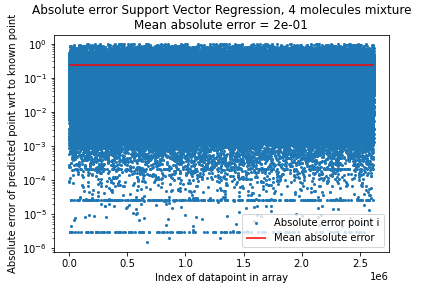 Absolute error Support Vector Regression, 4 molecules mixture
Mean absolute error = 2e-01
Absolute error of predicted point wrt to known point
10⁰
10⁻¹
10⁻²
10⁻³
10⁻⁴
10⁻⁵
10⁻⁶
Absolute error point i
Mean absolute error
0.0 0.5 1.0 1.5 2.0 2.5
1e6
Index of datapoint in array